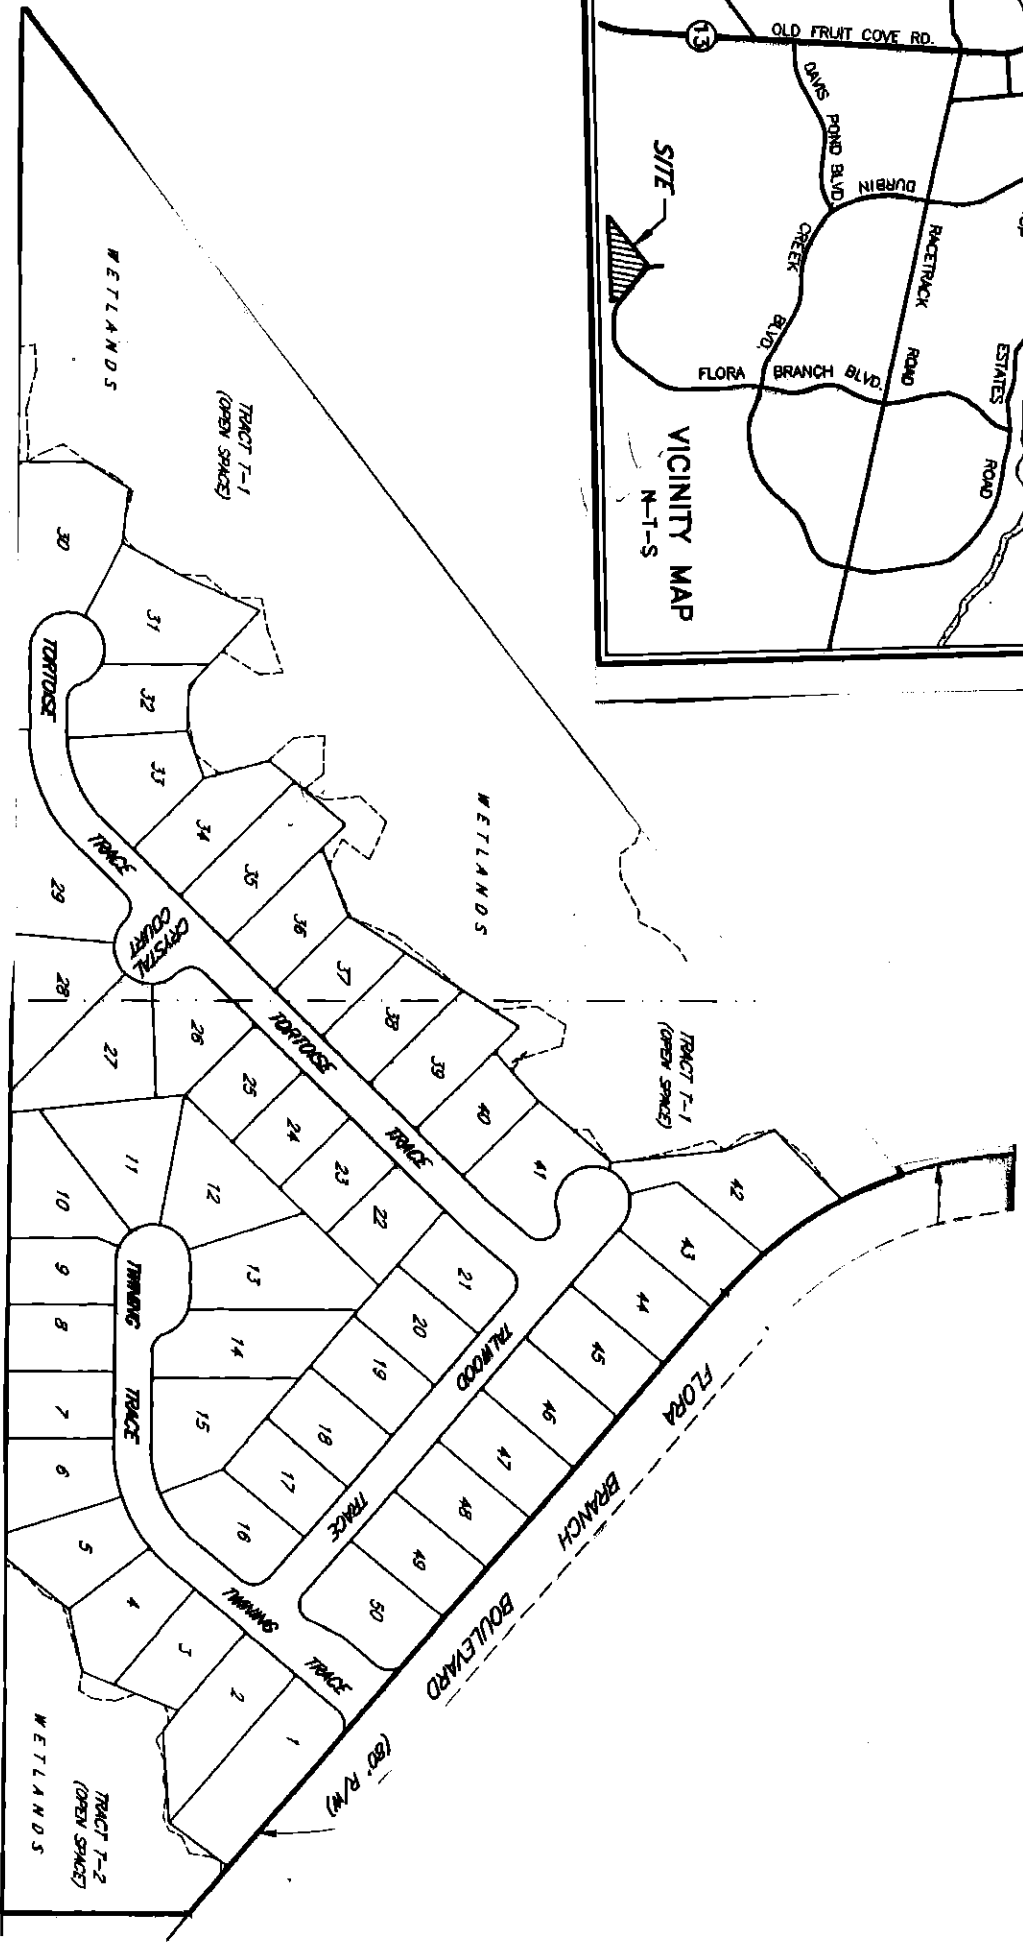 OLD FRUIT COVE RD.
13
DAVIS POND BLVD.
DURBIN
CREEK
BLVD.
RACETRACK
ROAD
ESTATES
ROAD
FLORA BRANCH BLVD.
SITE
VICINITY MAP
N-T-S
WETLANDS
TRACT T-1
(OPEN SPACE)
WETLANDS
TRACT T-1
(OPEN SPACE)
30
31
32
33
34
35
36
37
38
39
40
41
42
43
44
45
46
47
48
49
50
TORTOISE
TRACE
CRYSTAL
COURT
TORTOISE
TRACE
29
28
27
26
25
24
23
22
21
20
19
18
17
16
15
14
13
12
11
10
9
8
7
6
5
4
3
2
1
TALWOOD
TRACE
TWINING
TRACE
TWINING
TRACE
FLORA
BRANCH
BOULEVARD
(80' R/W)
WETLANDS
TRACT T-2
(OPEN SPACE)